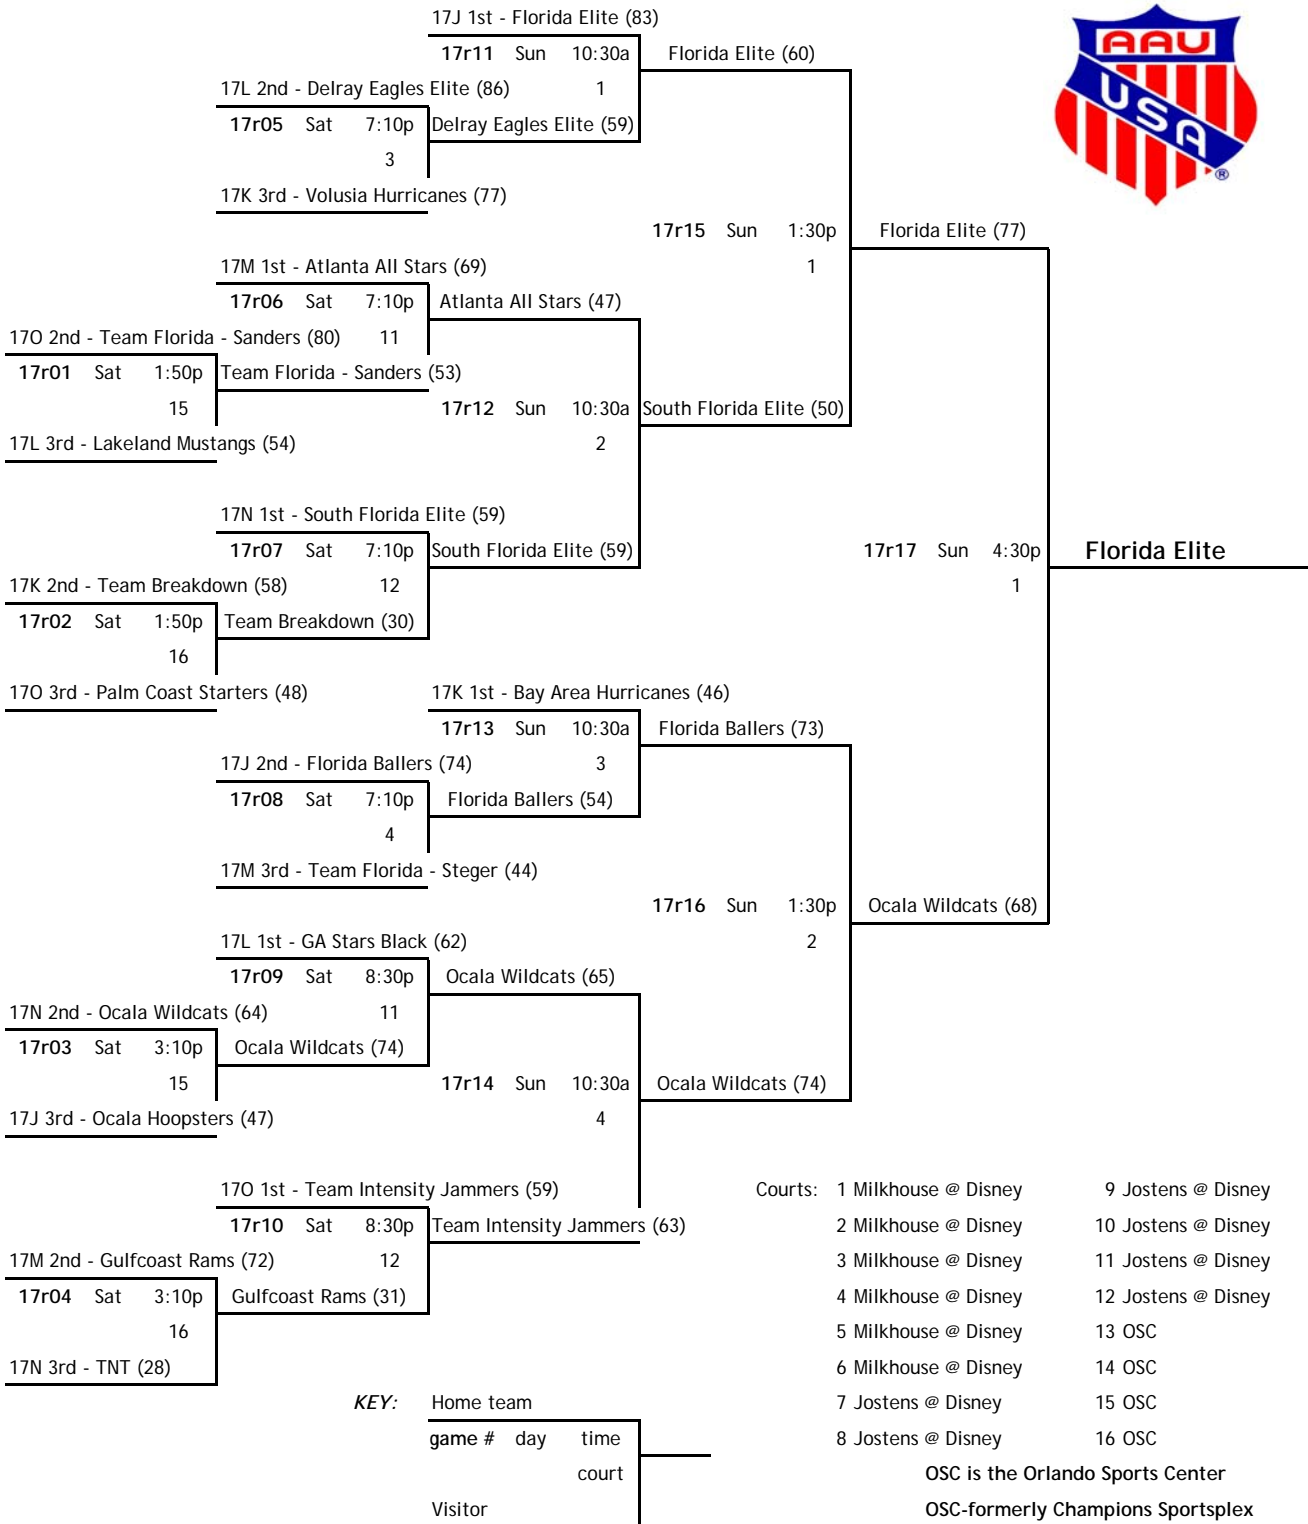 17J 1st - Florida Elite (83)
17r11 Sun 10:30a Florida Elite (60)
AAU
USA
®
17L 2nd - Delray Eagles Elite (86) 1
17r05 Sat 7:10p Delray Eagles Elite (59)
3
17K 3rd - Volusia Hurricanes (77)
17r15 Sun 1:30p Florida Elite (77)
17M 1st - Atlanta All Stars (69) 1
17r06 Sat 7:10p Atlanta All Stars (47)
17O 2nd - Team Florida - Sanders (80) 11
17r01 Sat 1:50p Team Florida - Sanders (53)
15 17r12 Sun 10:30a South Florida Elite (50)
17L 3rd - Lakeland Mustangs (54) 2
17N 1st - South Florida Elite (59)
17r07 Sat 7:10p South Florida Elite (59) 17r17 Sun 4:30p Florida Elite
17K 2nd - Team Breakdown (58) 12 1
17r02 Sat 1:50p Team Breakdown (30)
16
17O 3rd - Palm Coast Starters (48) 17K 1st - Bay Area Hurricanes (46)
17r13 Sun 10:30a Florida Ballers (73)
17J 2nd - Florida Ballers (74) 3
17r08 Sat 7:10p Florida Ballers (54)
4
17M 3rd - Team Florida - Steger (44)
17r16 Sun 1:30p Ocala Wildcats (68)
17L 1st - GA Stars Black (62) 2
17r09 Sat 8:30p Ocala Wildcats (65)
17N 2nd - Ocala Wildcats (64) 11
17r03 Sat 3:10p Ocala Wildcats (74)
15 17r14 Sun 10:30a Ocala Wildcats (74)
17J 3rd - Ocala Hoopsters (47) 4
17O 1st - Team Intensity Jammers (59) Courts: 1 Milkhouse @ Disney 9 Jostens @ Disney
17r10 Sat 8:30p Team Intensity Jammers (63) 2 Milkhouse @ Disney 10 Jostens @ Disney
17M 2nd - Gulfcoast Rams (72) 12 3 Milkhouse @ Disney 11 Jostens @ Disney
17r04 Sat 3:10p Gulfcoast Rams (31) 4 Milkhouse @ Disney 12 Jostens @ Disney
16 5 Milkhouse @ Disney 13 OSC
17N 3rd - TNT (28) 6 Milkhouse @ Disney 14 OSC
KEY: Home team 7 Jostens @ Disney 15 OSC
game # day time 8 Jostens @ Disney 16 OSC
court OSC is the Orlando Sports Center
Visitor OSC-formerly Champions Sportsplex